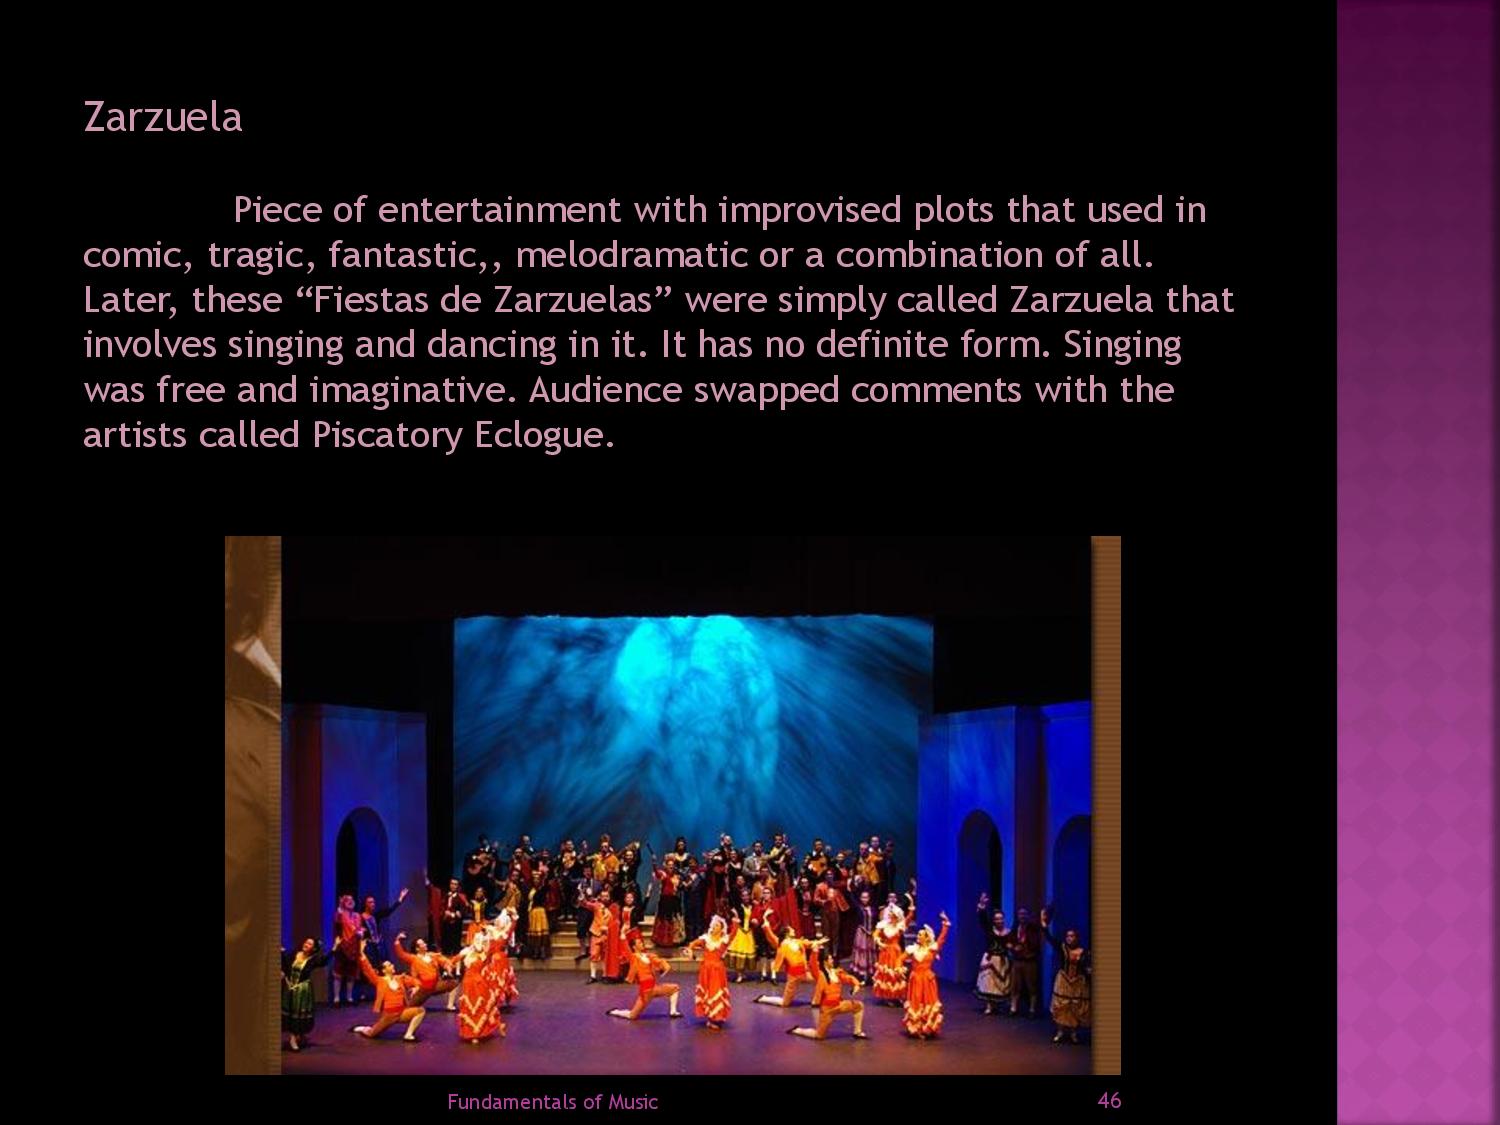 Zarzuela
Piece of entertainment with improvised plots that used in
comic, tragic, fantastic,, melodramatic or a combination of all.
Later, these “Fiestas de Zarzuelas” were simply called Zarzuela that
involves singing and dancing in it. It has no definite form. Singing
was free and imaginative. Audience swapped comments with the
artists called Piscatory Eclogue.
Fundamentals of Music
46